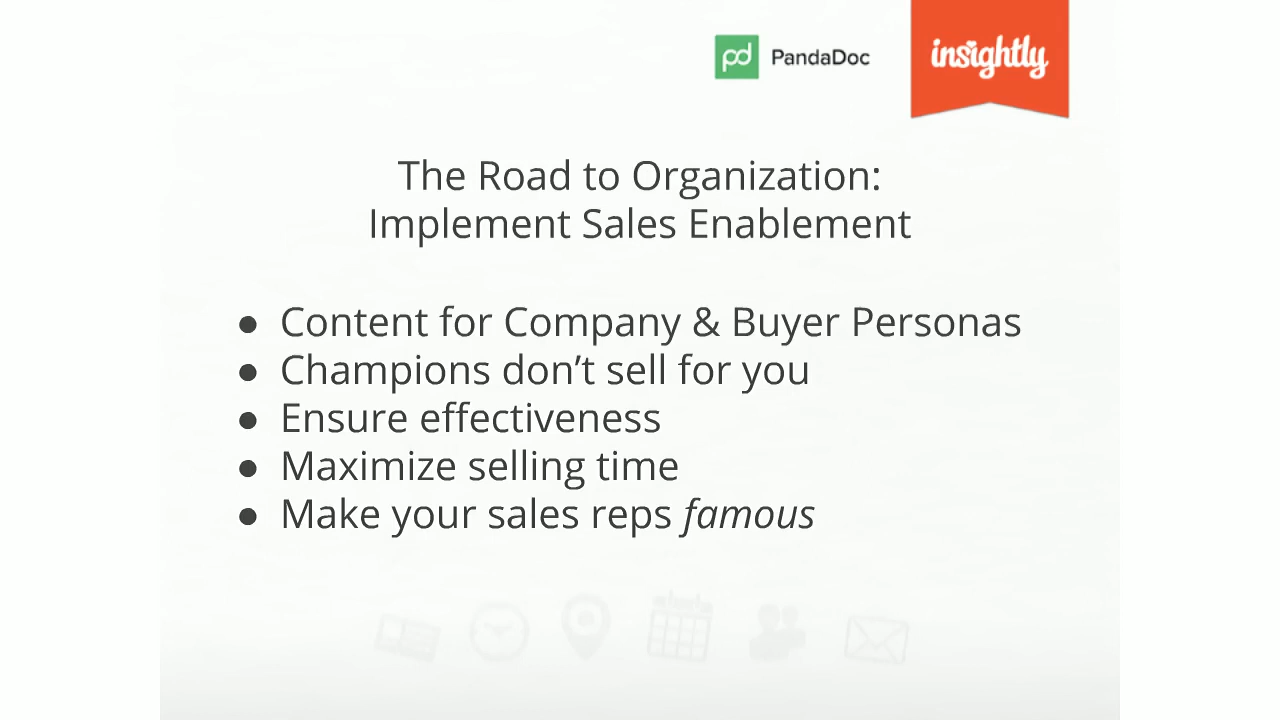 pd PandaDoc
insightly
The Road to Organization:
Implement Sales Enablement
● Content for Company & Buyer Personas
● Champions don’t sell for you
● Ensure effectiveness
● Maximize selling time
● Make your sales reps famous